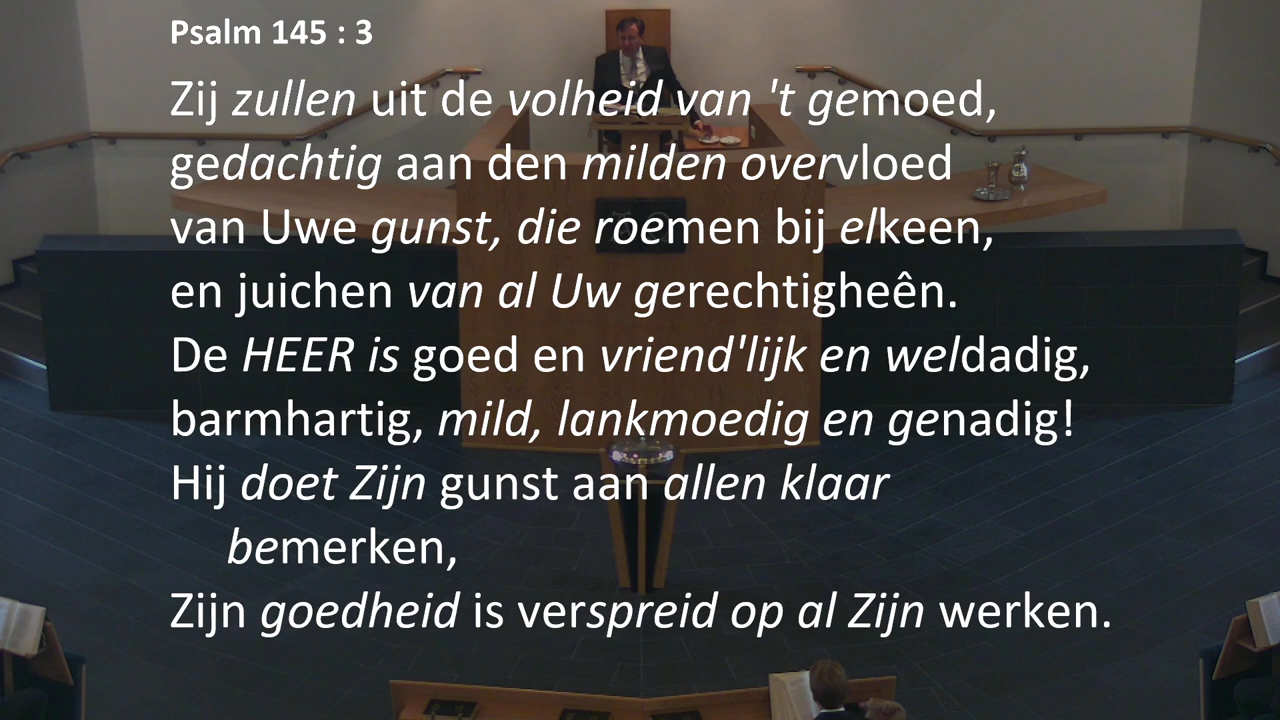 Psalm 145 : 3
Zij zullen uit de volheid van 't gemoed,
gedachtig aan den milden overvloed
van Uwe gunst, die roemen bij elkeen,
en juichen van al Uw gerechtigheên.
De HEER is goed en vriend'lijk en weldadig,
barmhartig, mild, lankmoedig en genadig!
Hij doet Zijn gunst aan allen klaar
bemerken,
Zijn goedheid is verspreid op al Zijn werken.